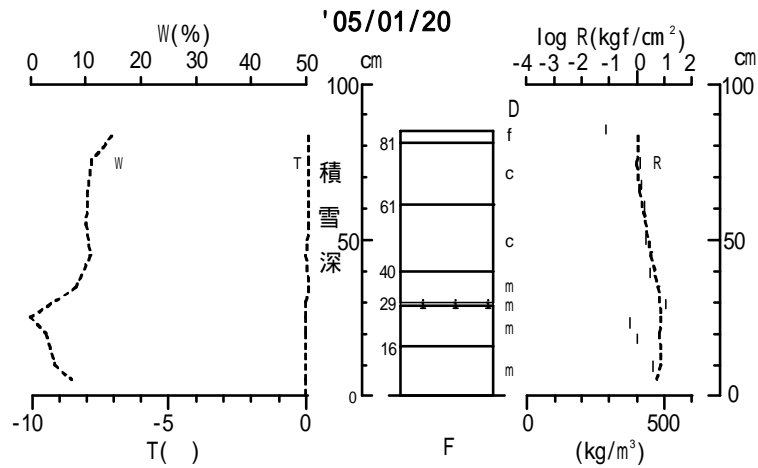 '05/01/20
W(%)
0 10 20 30 40 50
cm
100
50
0
W
T
積雪深
-10 -5 0
T( )
81
61
40
29
16
D
f
c
c
m
m
m
m
F
log R(kgf/cm²)
-4 -3 -2 -1 0 1 2
cm
100
50
0
R
0 500
(kg/m³)